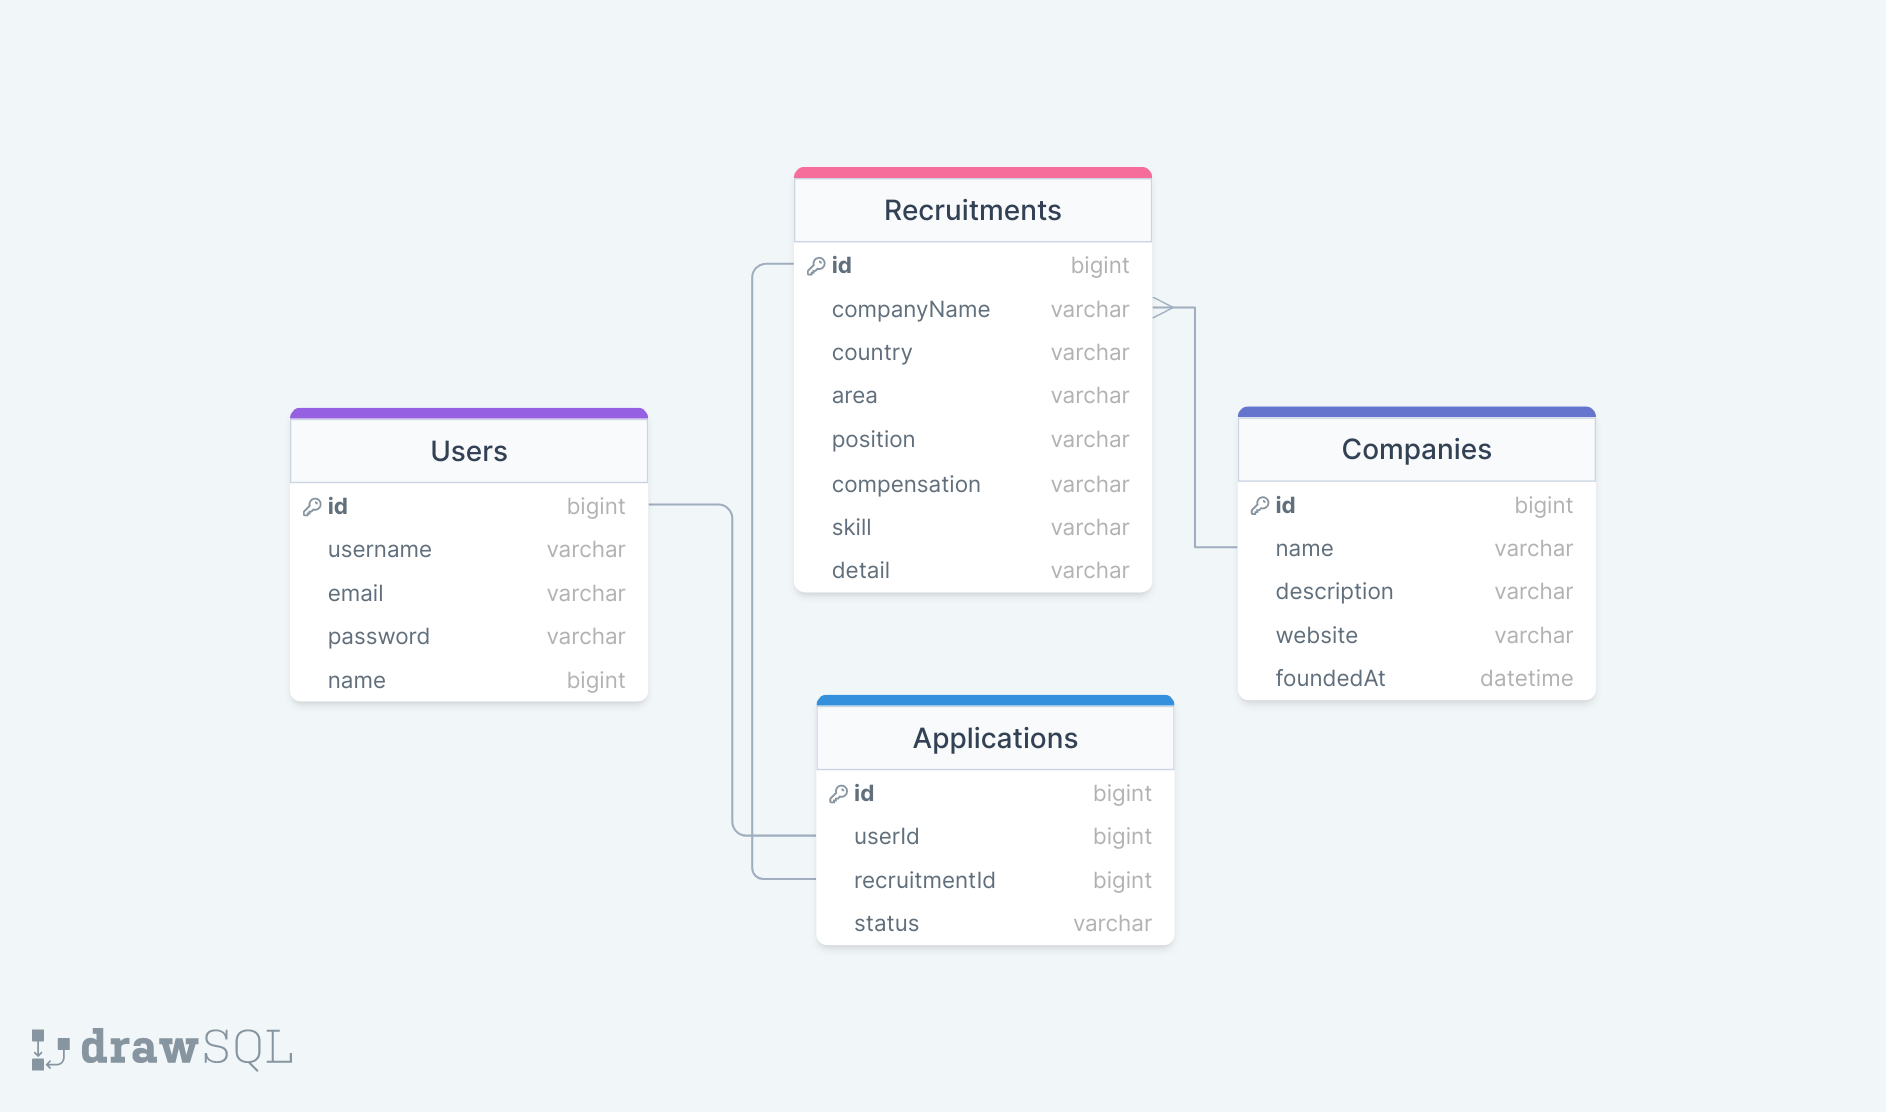 Recruitments
id bigint
companyName varchar
country varchar
area varchar
position varchar
compensation varchar
skill varchar
detail varchar
Users
id bigint
username varchar
email varchar
password varchar
name bigint
Companies
id bigint
name varchar
description varchar
website varchar
foundedAt datetime
Applications
id bigint
userId bigint
recruitmentId bigint
status varchar
drawSQL